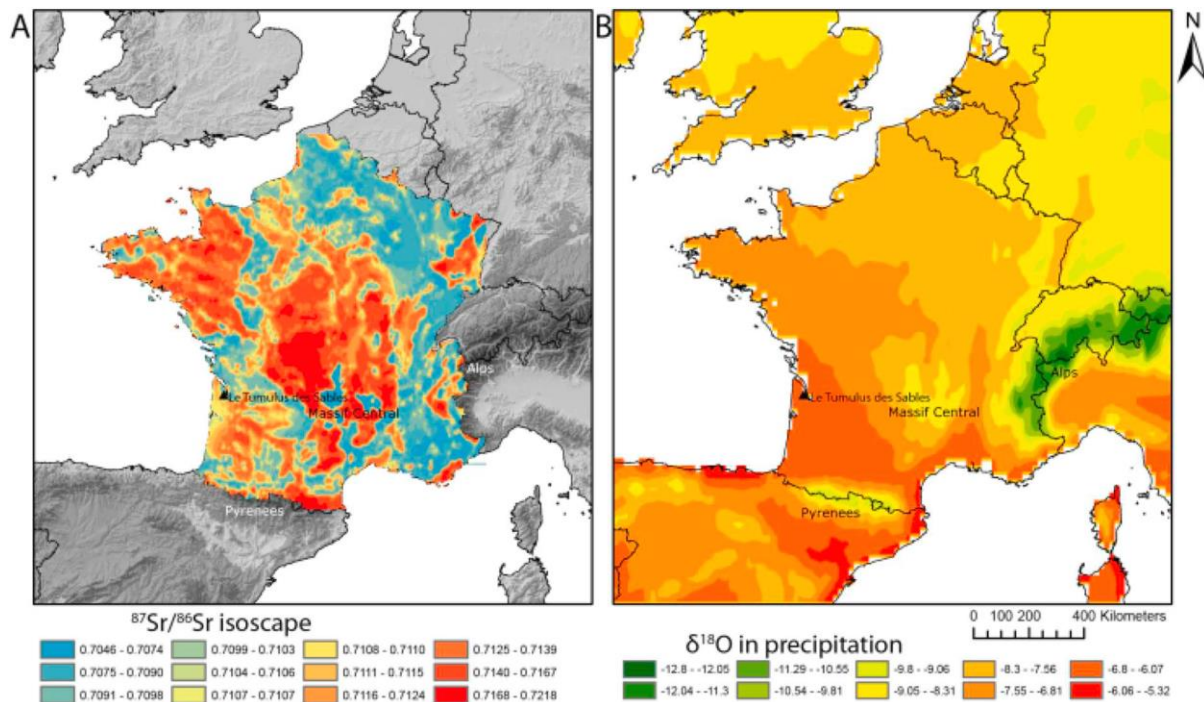 A
B
N
Alps
Le Tumulus des Sables
Massif Central
Pyrenees
Alps
Le Tumulus des Sables
Massif Central
Pyrenees
0 100 200 400 Kilometers
⁸⁷Sr/⁸⁶Sr isoscape
0.7046 - 0.7074 0.7099 - 0.7103 0.7108 - 0.7110 0.7125 - 0.7139
0.7075 - 0.7090 0.7104 - 0.7106 0.7111 - 0.7115 0.7140 - 0.7167
0.7091 - 0.7098 0.7107 - 0.7107 0.7116 - 0.7124 0.7168 - 0.7218
δ¹⁸O in precipitation
-12.8 - -12.05 -11.29 - -10.55 -9.8 - -9.06 -8.3 - -7.56 -6.8 - -6.07
-12.04 - -11.3 -10.54 - -9.81 -9.05 - -8.31 -7.55 - -6.81 -6.06 - -5.32